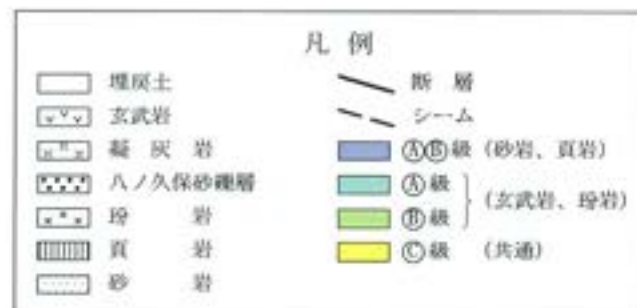 凡例
埋戻土
玄武岩
凝灰岩
八ノ久保砂礫層
玢岩
頁岩
砂岩
断層
シーム
ⒶⒷ級（砂岩、頁岩）
Ⓐ級
Ⓑ級
（玄武岩、玢岩）
Ⓒ級（共通）